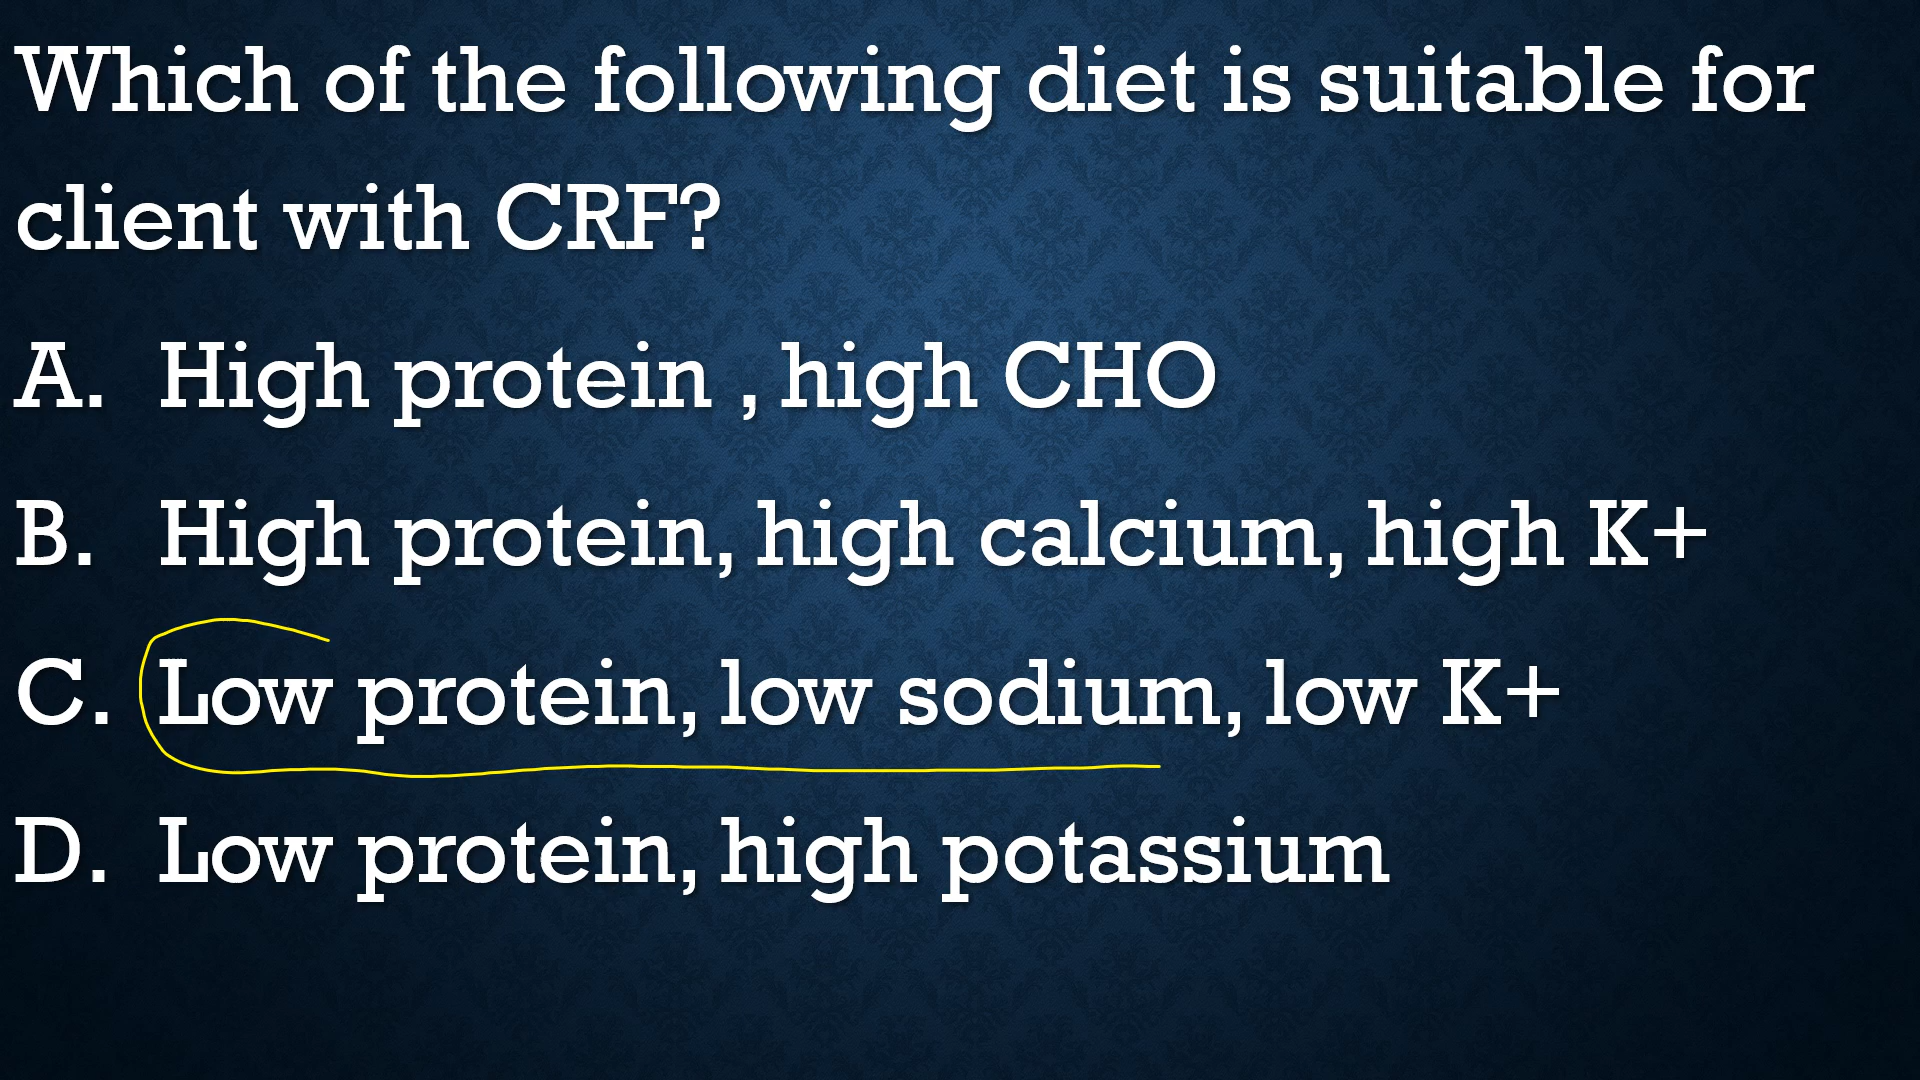 Which of the following diet is suitable for
client with CRF?
A. High protein , high CHO
B. High protein, high calcium, high K+
C. Low protein, low sodium, low K+
D. Low protein, high potassium